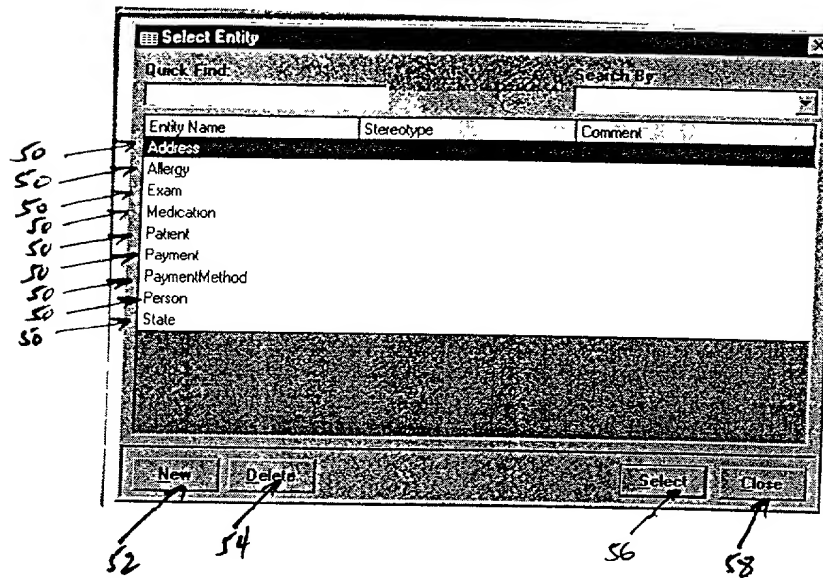 Select Entity
Quick Find: Search By:
Entity Name Stereotype Comment
50 Address
50 Allergy
50 Exam
50 Medication
50 Patient
50 Payment
50 PaymentMethod
50 Person
50 State
New Delete Select Close
52 54 56 58